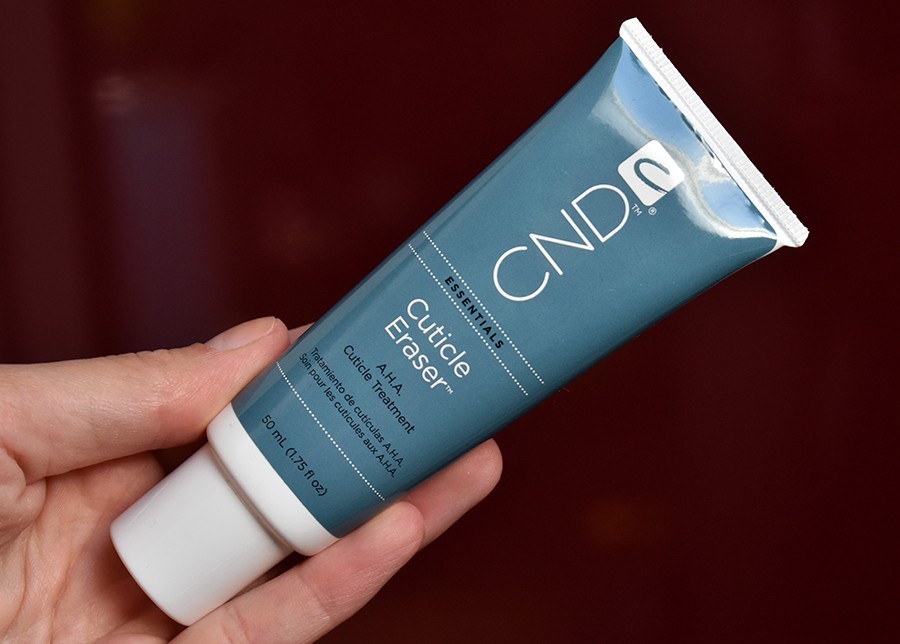 CND™
®
ESSENTIALS
Cuticle
Eraser™
A.H.A.
Cuticle Treatment
Tratamiento de cutículas A.H.A.
Soin pour les cuticules aux A.H.A.
50 mL (1.75 fl oz)